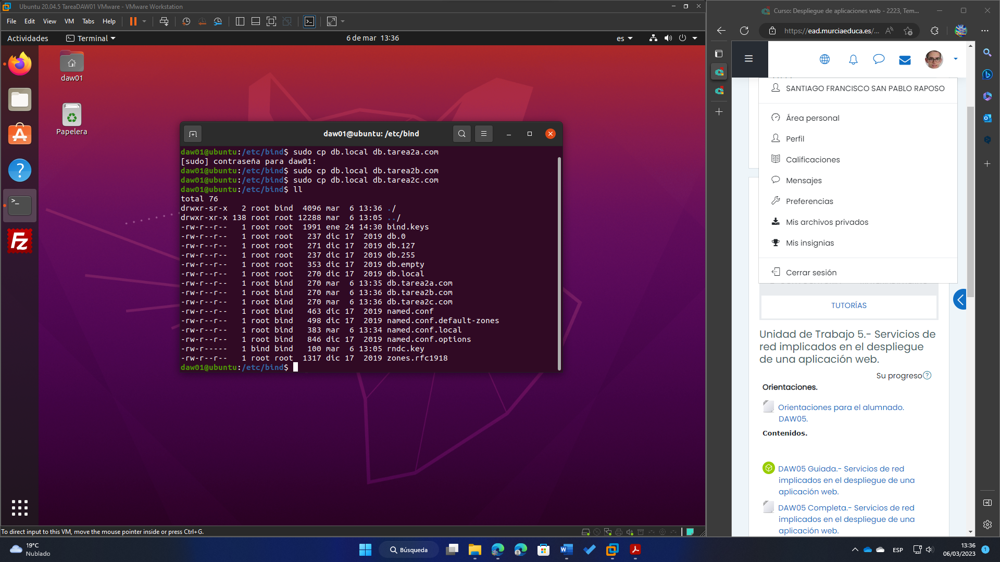 Ubuntu 20.04.5 TareaDAW01 VMware - VMware Workstation
File Edit View VM Tabs Help
Actividades
Terminal
6 de mar 13:36
es
daw01
Papelera
daw01@ubuntu: /etc/bind
daw01@ubuntu:/etc/bind$ sudo cp db.local db.tarea2a.com
[sudo] contraseña para daw01:
daw01@ubuntu:/etc/bind$ sudo cp db.local db.tarea2b.com
daw01@ubuntu:/etc/bind$ sudo cp db.local db.tarea2c.com
daw01@ubuntu:/etc/bind$ ll
total 76
drwxr-sr-x 2 root bind 4096 mar 6 13:36 ./
drwxr-xr-x 138 root root 12288 mar 6 13:05 ../
-rw-r--r-- 1 root root 1991 ene 24 14:30 bind.keys
-rw-r--r-- 1 root root 237 dic 17 2019 db.0
-rw-r--r-- 1 root root 271 dic 17 2019 db.127
-rw-r--r-- 1 root root 237 dic 17 2019 db.255
-rw-r--r-- 1 root root 353 dic 17 2019 db.empty
-rw-r--r-- 1 root root 270 dic 17 2019 db.local
-rw-r--r-- 1 root bind 270 mar 6 13:35 db.tarea2a.com
-rw-r--r-- 1 root bind 270 mar 6 13:36 db.tarea2b.com
-rw-r--r-- 1 root bind 270 mar 6 13:36 db.tarea2c.com
-rw-r--r-- 1 root bind 463 dic 17 2019 named.conf
-rw-r--r-- 1 root bind 498 dic 17 2019 named.conf.default-zones
-rw-r--r-- 1 root bind 383 mar 6 13:34 named.conf.local
-rw-r--r-- 1 root bind 846 dic 17 2019 named.conf.options
-rw-r----- 1 bind bind 100 mar 6 13:05 rndc.key
-rw-r--r-- 1 root root 1317 dic 17 2019 zones.rfc1918
daw01@ubuntu:/etc/bind$
To direct input to this VM, move the mouse pointer inside or press Ctrl+G.
Curso: Despliegue de aplicaciones web - 2223, Tem...
https://ead.murciaeduca.es/...
SANTIAGO FRANCISCO SAN PABLO RAPOSO
Área personal
Perfil
Calificaciones
Mensajes
Preferencias
Mis archivos privados
Mis insignias
Cerrar sesión
TUTORÍAS
Unidad de Trabajo 5.- Servicios de
red implicados en el despliegue
de una aplicación web.
Su progreso
Orientaciones.
Orientaciones para el alumnado.
DAW05.
Contenidos.
DAW05 Guiada.- Servicios de red
implicados en el despliegue de una
aplicación web.
DAW05 Completa.- Servicios de red
implicados en el despliegue de una
aplicación web.
19°C
Nublado
Búsqueda
ESP
13:36
06/03/2023
1